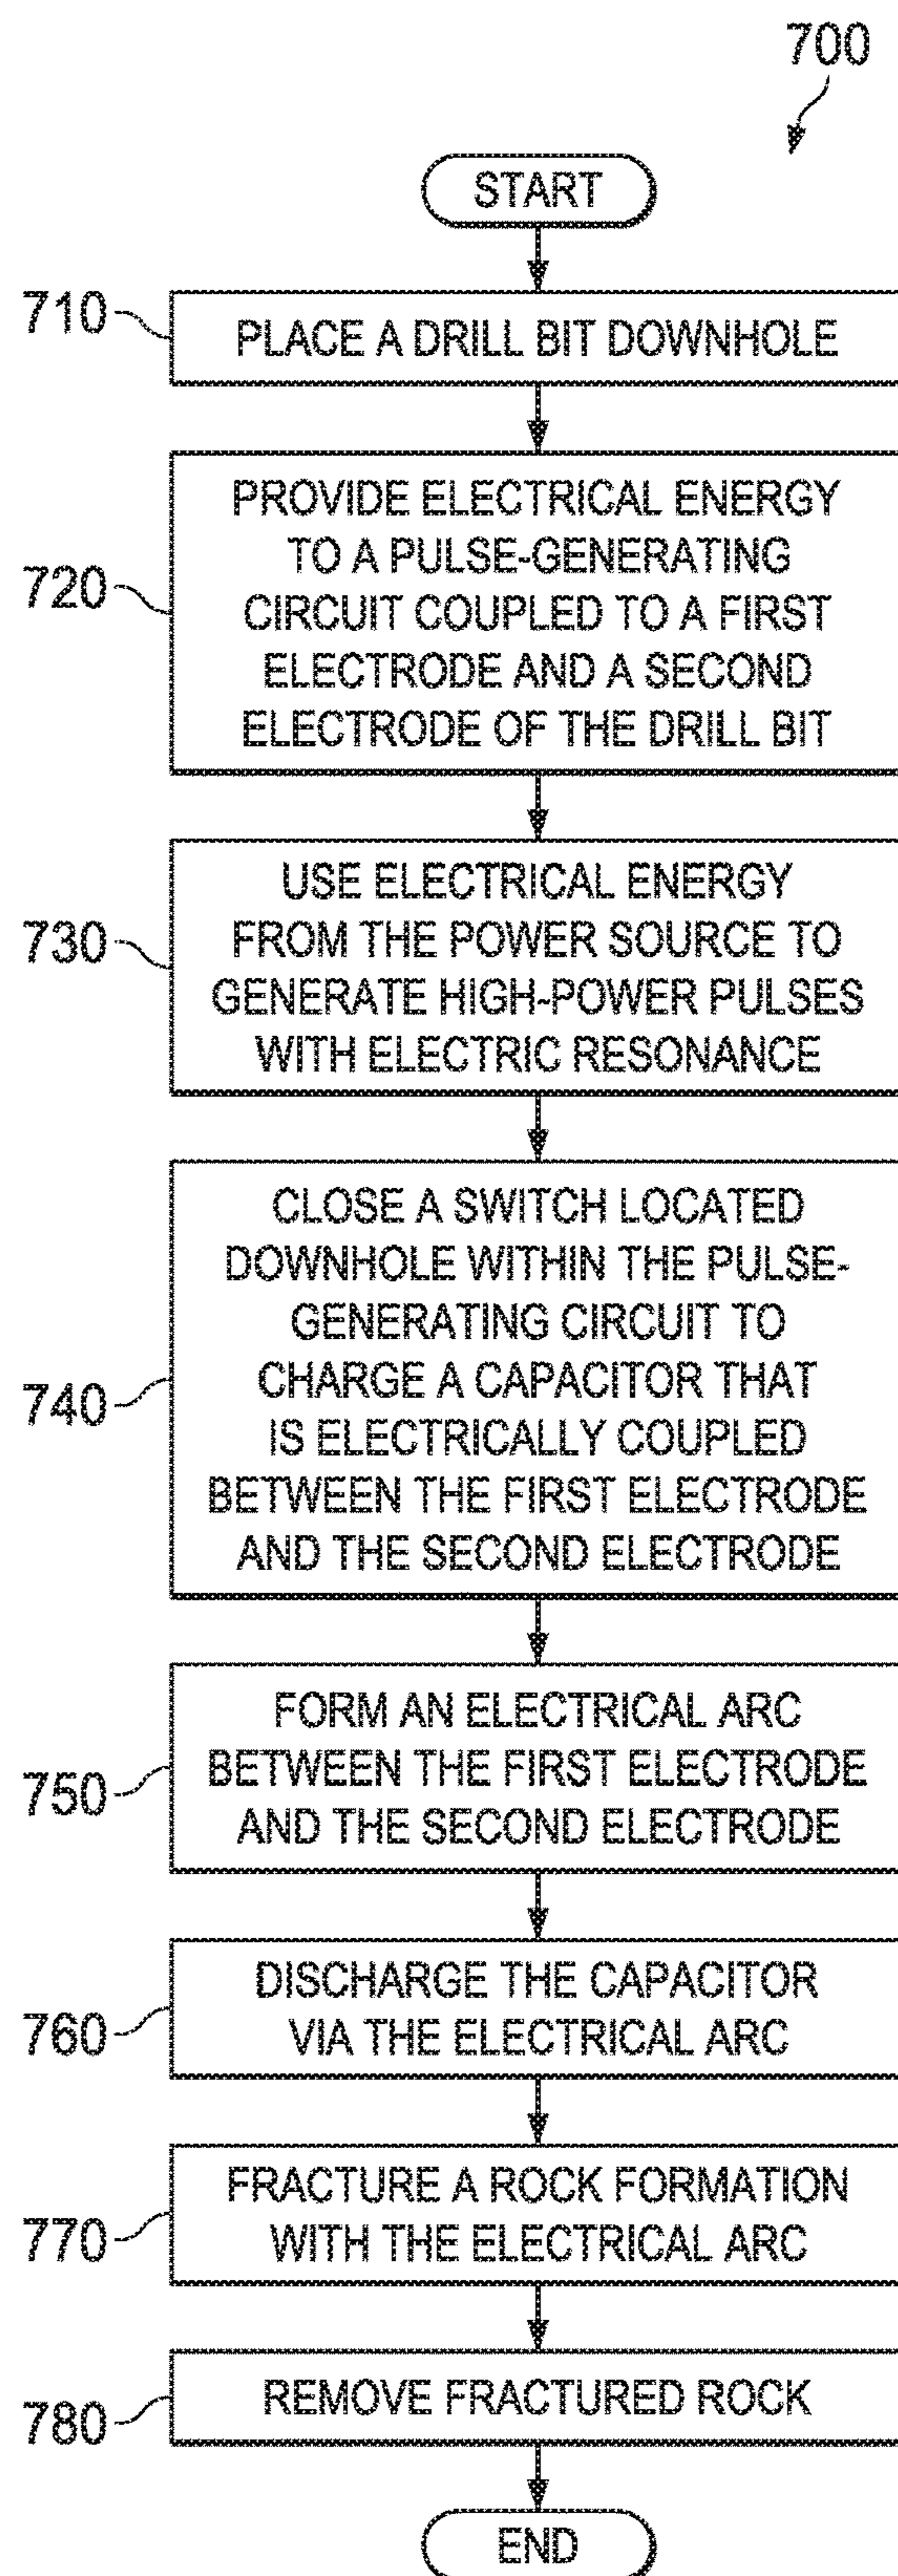 700
START
710
PLACE A DRILL BIT DOWNHOLE
720
PROVIDE ELECTRICAL ENERGY
TO A PULSE-GENERATING
CIRCUIT COUPLED TO A FIRST
ELECTRODE AND A SECOND
ELECTRODE OF THE DRILL BIT
730
USE ELECTRICAL ENERGY
FROM THE POWER SOURCE TO
GENERATE HIGH-POWER PULSES
WITH ELECTRIC RESONANCE
740
CLOSE A SWITCH LOCATED
DOWNHOLE WITHIN THE PULSE-
GENERATING CIRCUIT TO
CHARGE A CAPACITOR THAT
IS ELECTRICALLY COUPLED
BETWEEN THE FIRST ELECTRODE
AND THE SECOND ELECTRODE
750
FORM AN ELECTRICAL ARC
BETWEEN THE FIRST ELECTRODE
AND THE SECOND ELECTRODE
760
DISCHARGE THE CAPACITOR
VIA THE ELECTRICAL ARC
770
FRACTURE A ROCK FORMATION
WITH THE ELECTRICAL ARC
780
REMOVE FRACTURED ROCK
END